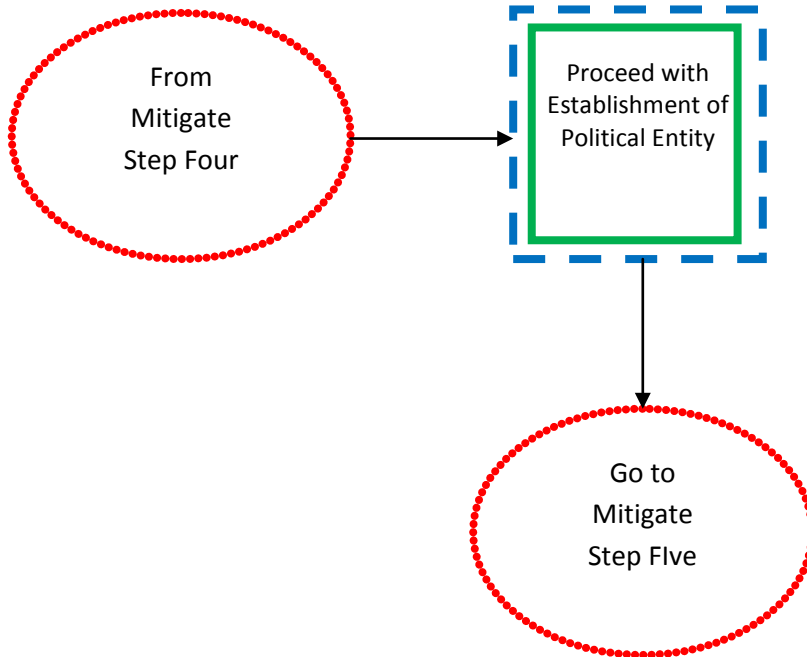 From
Mitigate
Step Four
Proceed with
Establishment of
Political Entity
Go to
Mitigate
Step FIve